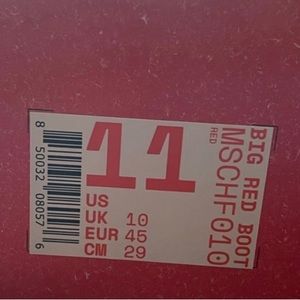 BIG RED BOOT
MSCHF010
RED
11
US
UK 10
EUR 45
CM 29
8 50032 08057 6